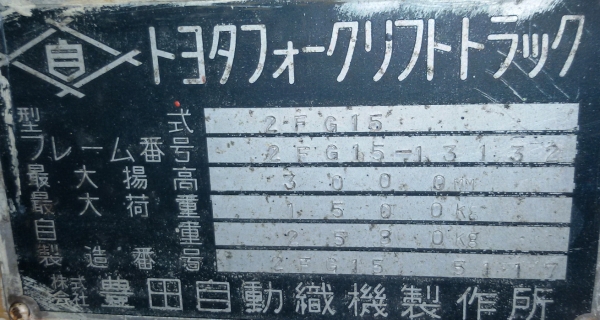 自 トヨタフォークリフトトラック
型式 2FG15
フレーム番号 2FG15-13132
最大揚高 3000mm
最大荷重 1500kg
自重 kg
製造番号 2FG15
株式会社 豊田自動織機製作所